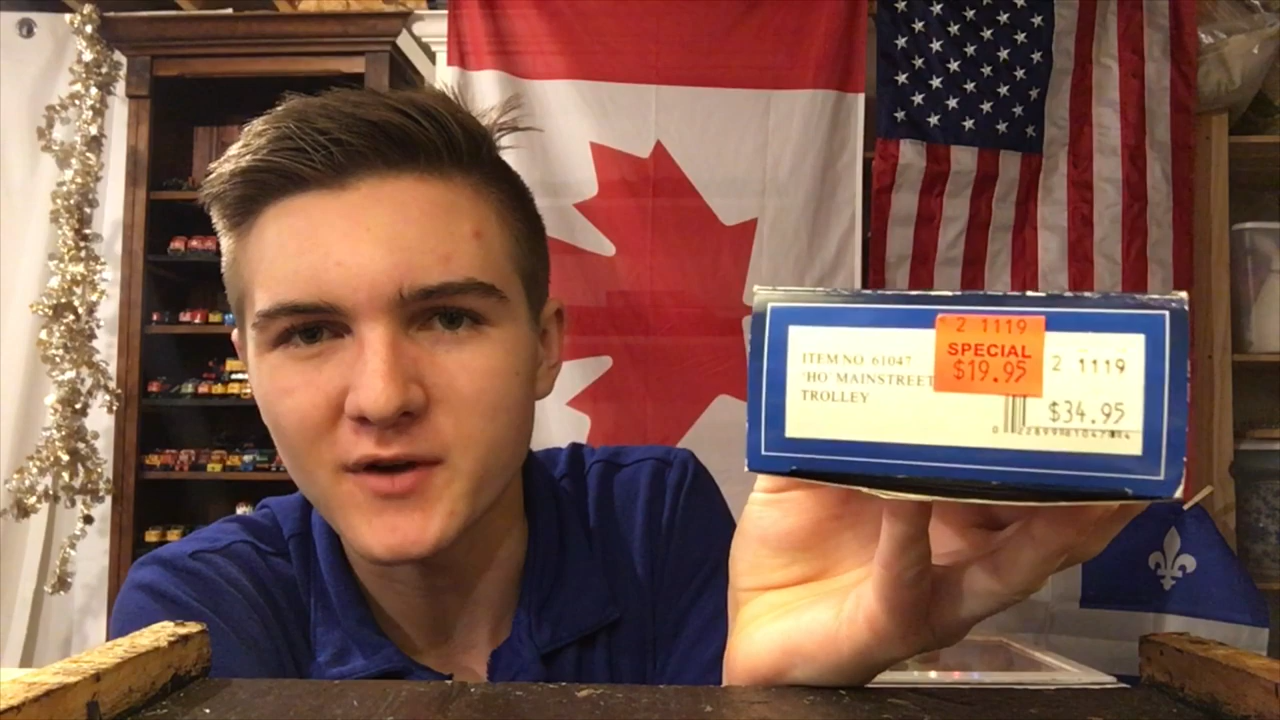 ITEM NO. 61047
'HO' MAINSTREET
TROLLEY
2 1119
SPECIAL
$19.95
2 1119
$34.95